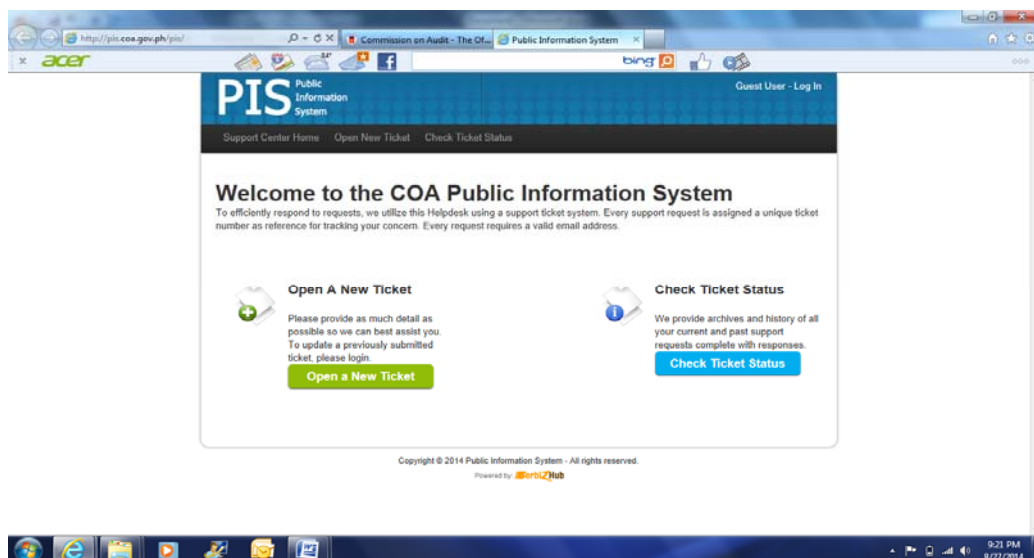 http://pis.coa.gov.ph/pis/
Commission on Audit - The Of...
Public Information System
acer
bing
PIS Public
Information
System
Guest User - Log In
Support Center Home Open New Ticket Check Ticket Status
Welcome to the COA Public Information System
To efficiently respond to requests, we utilize this Helpdesk using a support ticket system. Every support request is assigned a unique ticket
number as reference for tracking your concern. Every request requires a valid email address.
Open A New Ticket
Please provide as much detail as
possible so we can best assist you.
To update a previously submitted
ticket, please login.
Open a New Ticket
Check Ticket Status
We provide archives and history of all
your current and past support
requests complete with responses.
Check Ticket Status
Copyright © 2014 Public Information System - All rights reserved.
Powered by
9:21 PM
8/27/2014